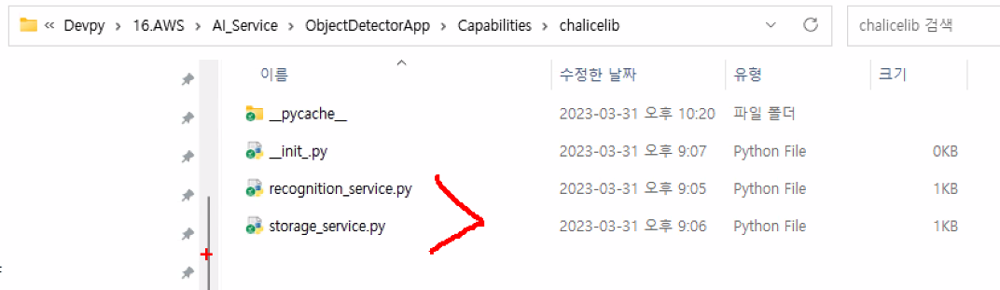 « Devpy > 16.AWS > AI_Service > ObjectDetectorApp > Capabilities > chalicelib
chalicelib 검색
이름 수정한 날짜 유형 크기
__pycache__ 2023-03-31 오후 10:20 파일 폴더
__init_.py 2023-03-31 오후 9:07 Python File 0KB
recognition_service.py 2023-03-31 오후 9:05 Python File 1KB
storage_service.py 2023-03-31 오후 9:06 Python File 1KB